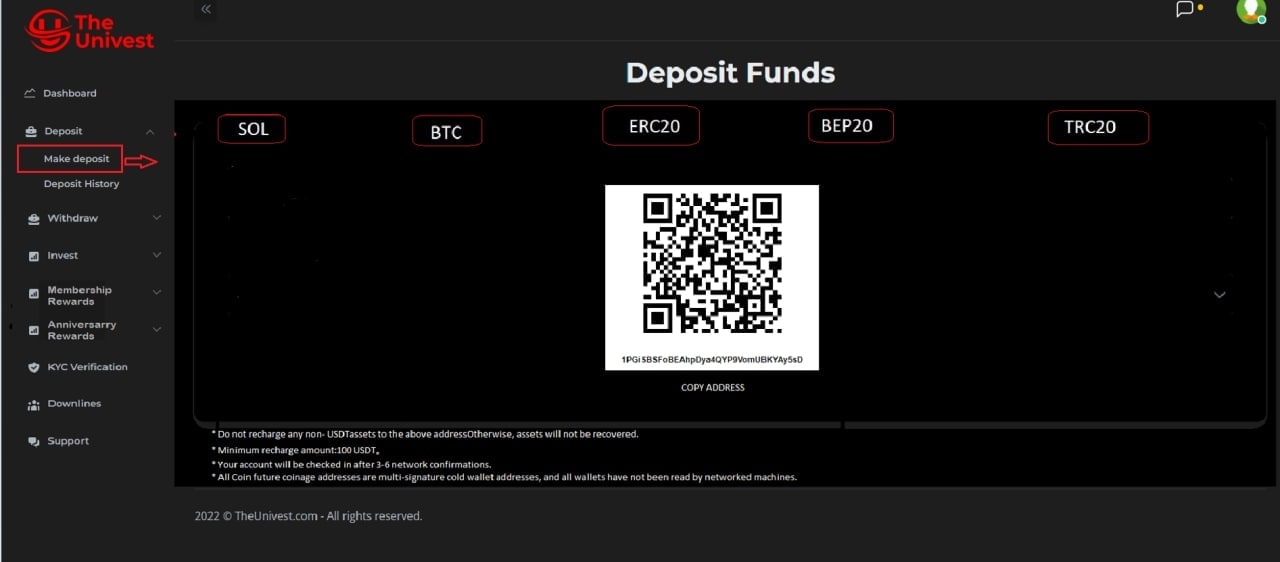 The
Univest
Deposit Funds
Dashboard
Deposit
Make deposit
Deposit History
Withdraw
Invest
Membership
Rewards
Anniversarry
Rewards
KYC Verification
Downlines
Support
SOL
BTC
ERC20
BEP20
TRC20
1PGiSBSFoBEAhpDya4QYP9VomUBKYAy5sD
COPY ADDRESS
* Do not recharge any non- USDTassets to the above addressOtherwise, assets will not be recovered.
* Minimum recharge amount:100 USDT。
* Your account will be checked in after 3-6 network confirmations.
* All Coin future coinage addresses are multi-signature cold wallet addresses, and all wallets have not been read by networked machines.
2022 © TheUnivest.com - All rights reserved.